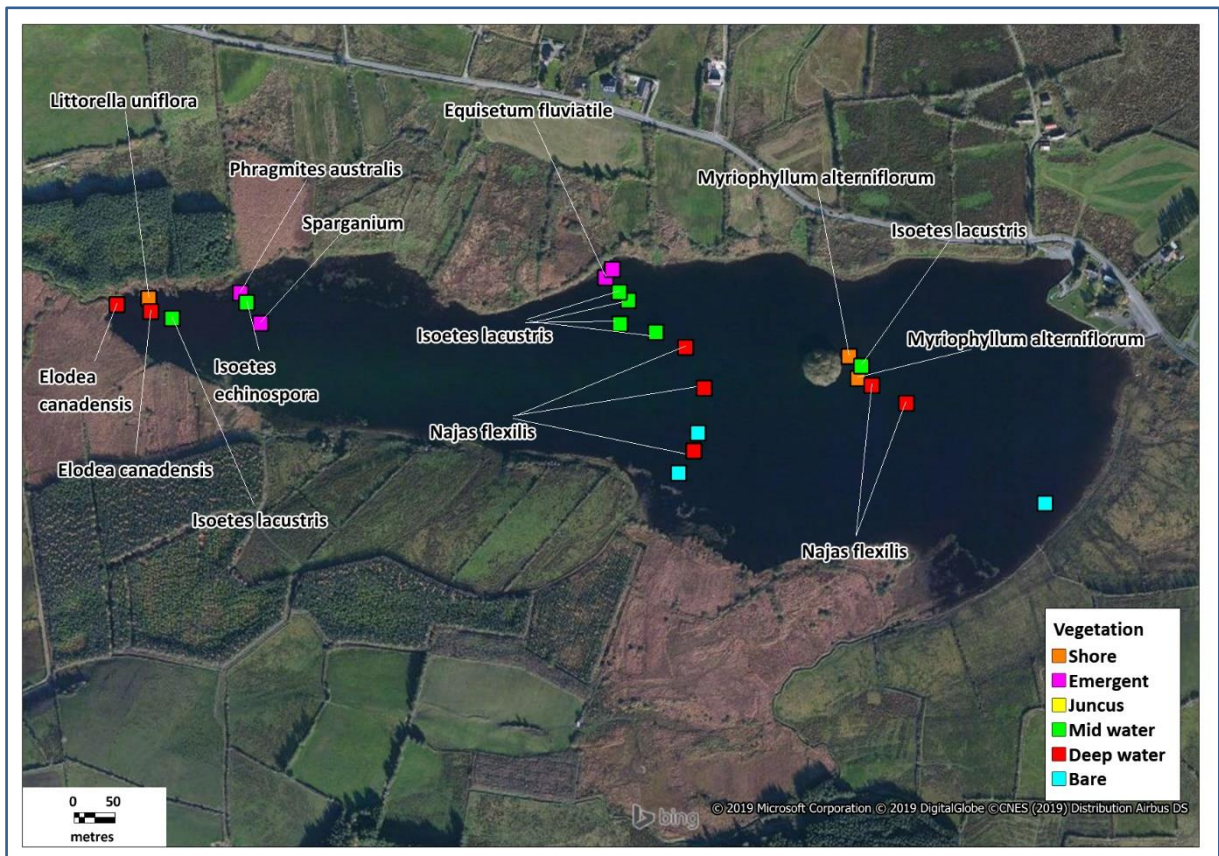 Littorella uniflora
Equisetum fluviatile
Phragmites australis
Myriophyllum alterniflorum
Sparganium
Isoetes lacustris
Isoetes lacustris
Myriophyllum alterniflorum
Elodea
canadensis
Isoetes
echinospora
Najas flexilis
Elodea canadensis
Isoetes lacustris
Najas flexilis
Vegetation
Shore
Emergent
Juncus
Mid water
Deep water
Bare
0 50
metres
bing
© 2019 Microsoft Corporation © 2019 DigitalGlobe ©CNES (2019) Distribution Airbus DS